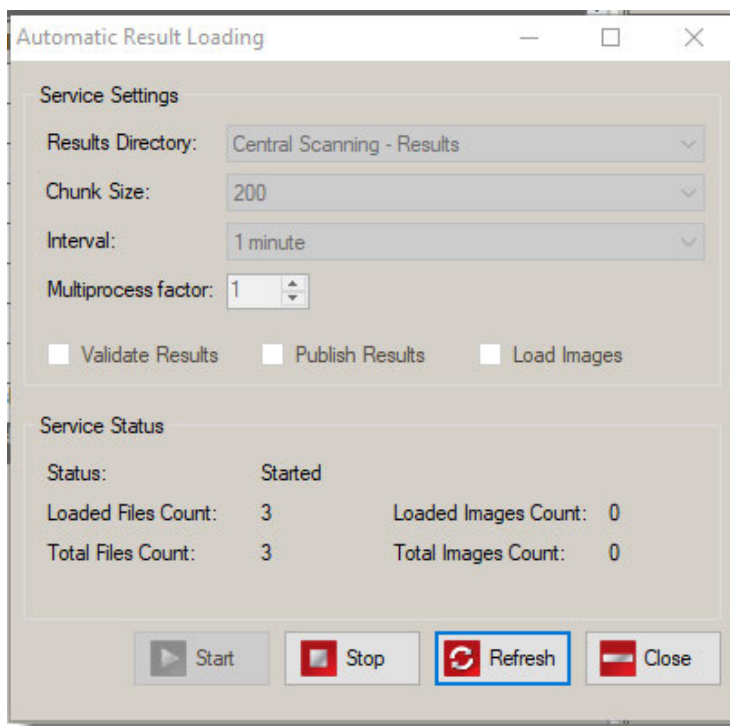 Automatic Result Loading
Service Settings
Results Directory: Central Scanning - Results
Chunk Size: 200
Interval: 1 minute
Multiprocess factor: 1
Validate Results Publish Results Load Images
Service Status
Status: Started
Loaded Files Count: 3 Loaded Images Count: 0
Total Files Count: 3 Total Images Count: 0
Start Stop Refresh Close